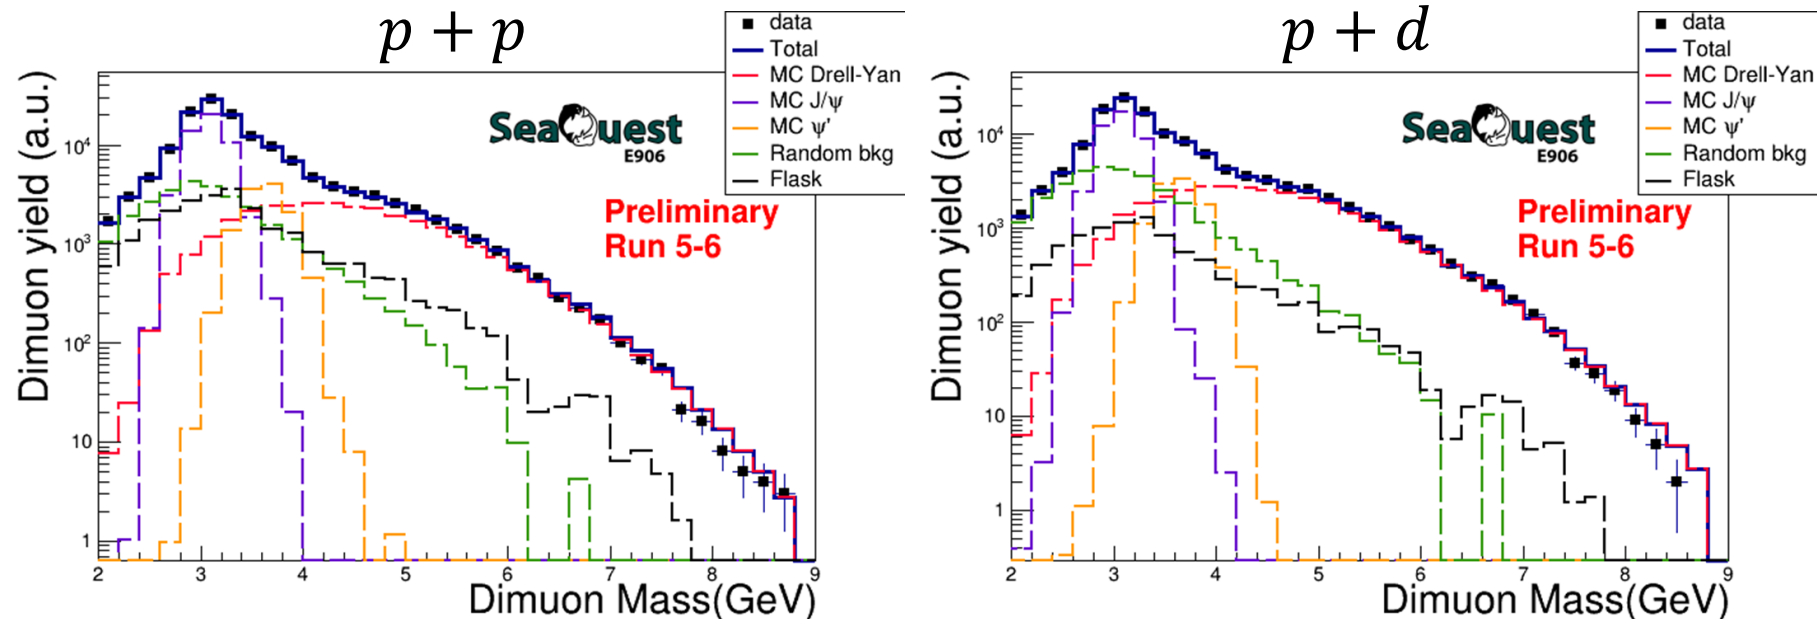 p + p
data
Total
MC Drell-Yan
MC J/ψ
MC ψ'
Random bkg
Flask
SeaQuest
E906
Preliminary
Run 5-6
Dimuon yield (a.u.)
10⁴
10³
10²
10
1
2 3 4 5 6 7 8 9
Dimuon Mass(GeV)
p + d
data
Total
MC Drell-Yan
MC J/ψ
MC ψ'
Random bkg
Flask
SeaQuest
E906
Preliminary
Run 5-6
Dimuon yield (a.u.)
10⁴
10³
10²
10
1
2 3 4 5 6 7 8 9
Dimuon Mass(GeV)